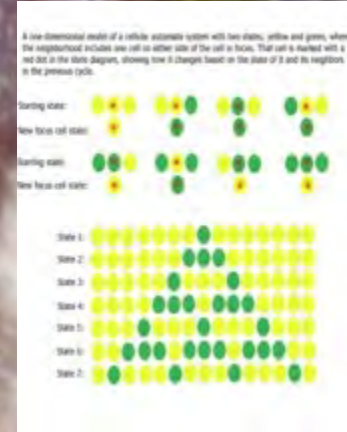 A one-dimensional model of a cellular automata system with two states, yellow and green, where
the neighborhood includes one cell on either side of the cell in focus. That cell is marked with a
red dot in the state diagram, showing how it changes based on the state of it and its neighbors
in the previous cycle.
Starting state:
New focus cell state:
Starting state:
New focus cell state:
State 1:
State 2:
State 3:
State 4:
State 5:
State 6:
State 7: